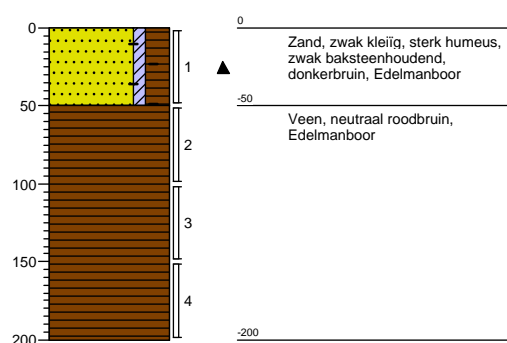 0
50
100
150
200
1
2
3
4
0
Zand, zwak kleiïg, sterk humeus,
zwak baksteenhoudend,
donkerbruin, Edelmanboor
-50
Veen, neutraal roodbruin,
Edelmanboor
-200